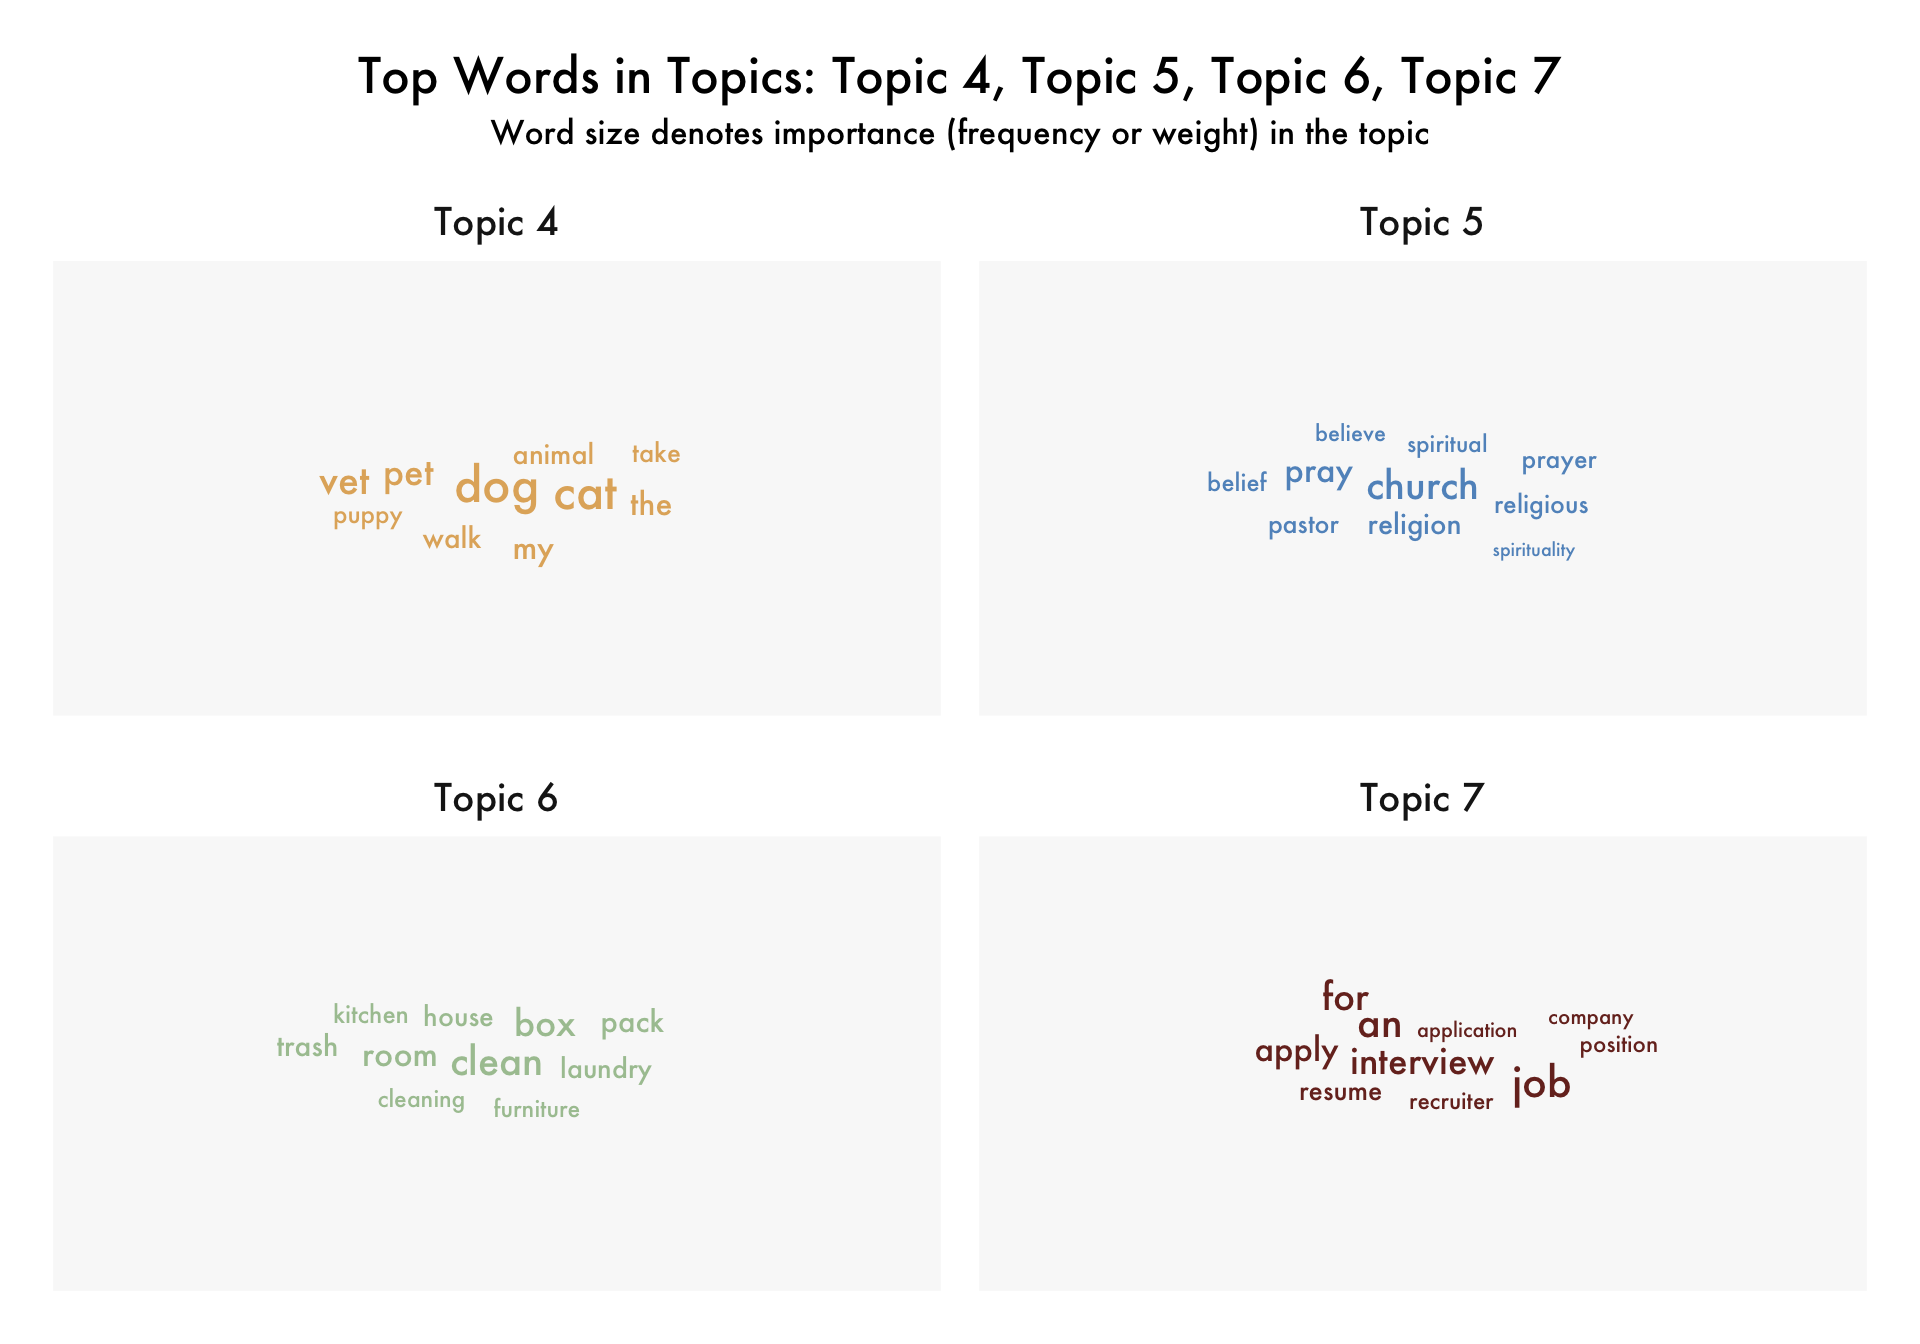 Top Words in Topics: Topic 4, Topic 5, Topic 6, Topic 7
Word size denotes importance (frequency or weight) in the topic
Topic 4
animal take
vet pet dog cat the
puppy
walk my
Topic 5
believe spiritual prayer
belief pray church religious
pastor religion
spirituality
Topic 6
kitchen house box pack
trash room clean laundry
cleaning furniture
Topic 7
for
an application company
apply interview position
resume recruiter job